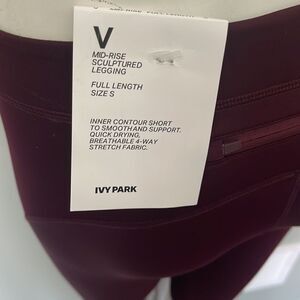 V
MID-RISE
SCULPTURED
LEGGING
FULL LENGTH
SIZE S
INNER CONTOUR SHORT
TO SMOOTHAND SUPPORT.
QUICK DRYING,
BREATHABLE 4-WAY
STRETCH FABRIC.
IVY PARK